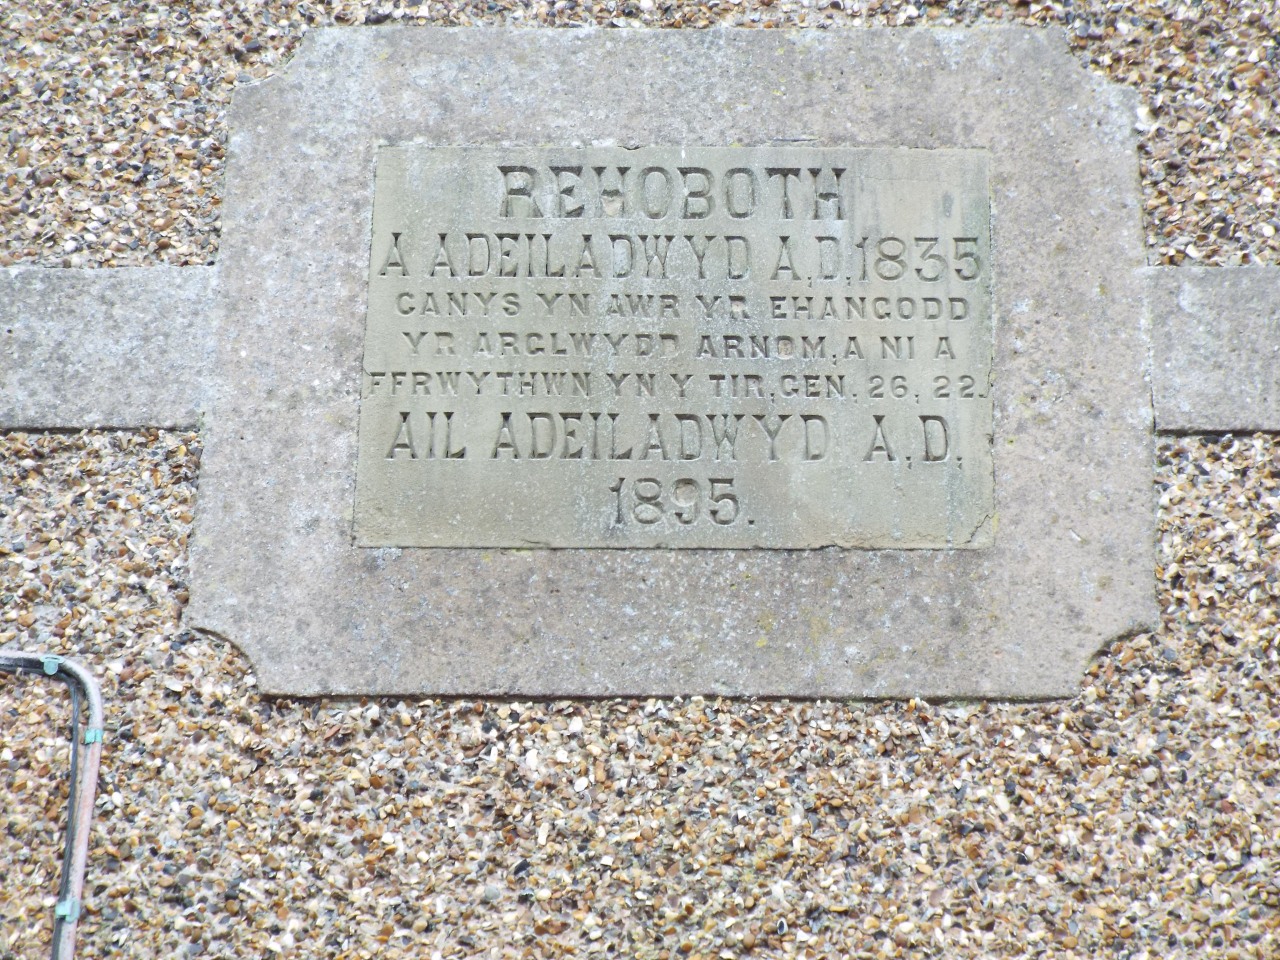 REHOBOTH
A ADEILADWYD A.D. 1835
CANYS YN AWR YR EHANGODD
YR ARGLWYDD ARNOM, A NI A
FFRWYTHWN YN Y TIR, GEN. 26, 22.
AIL ADEILADWYD A.D.
1895.